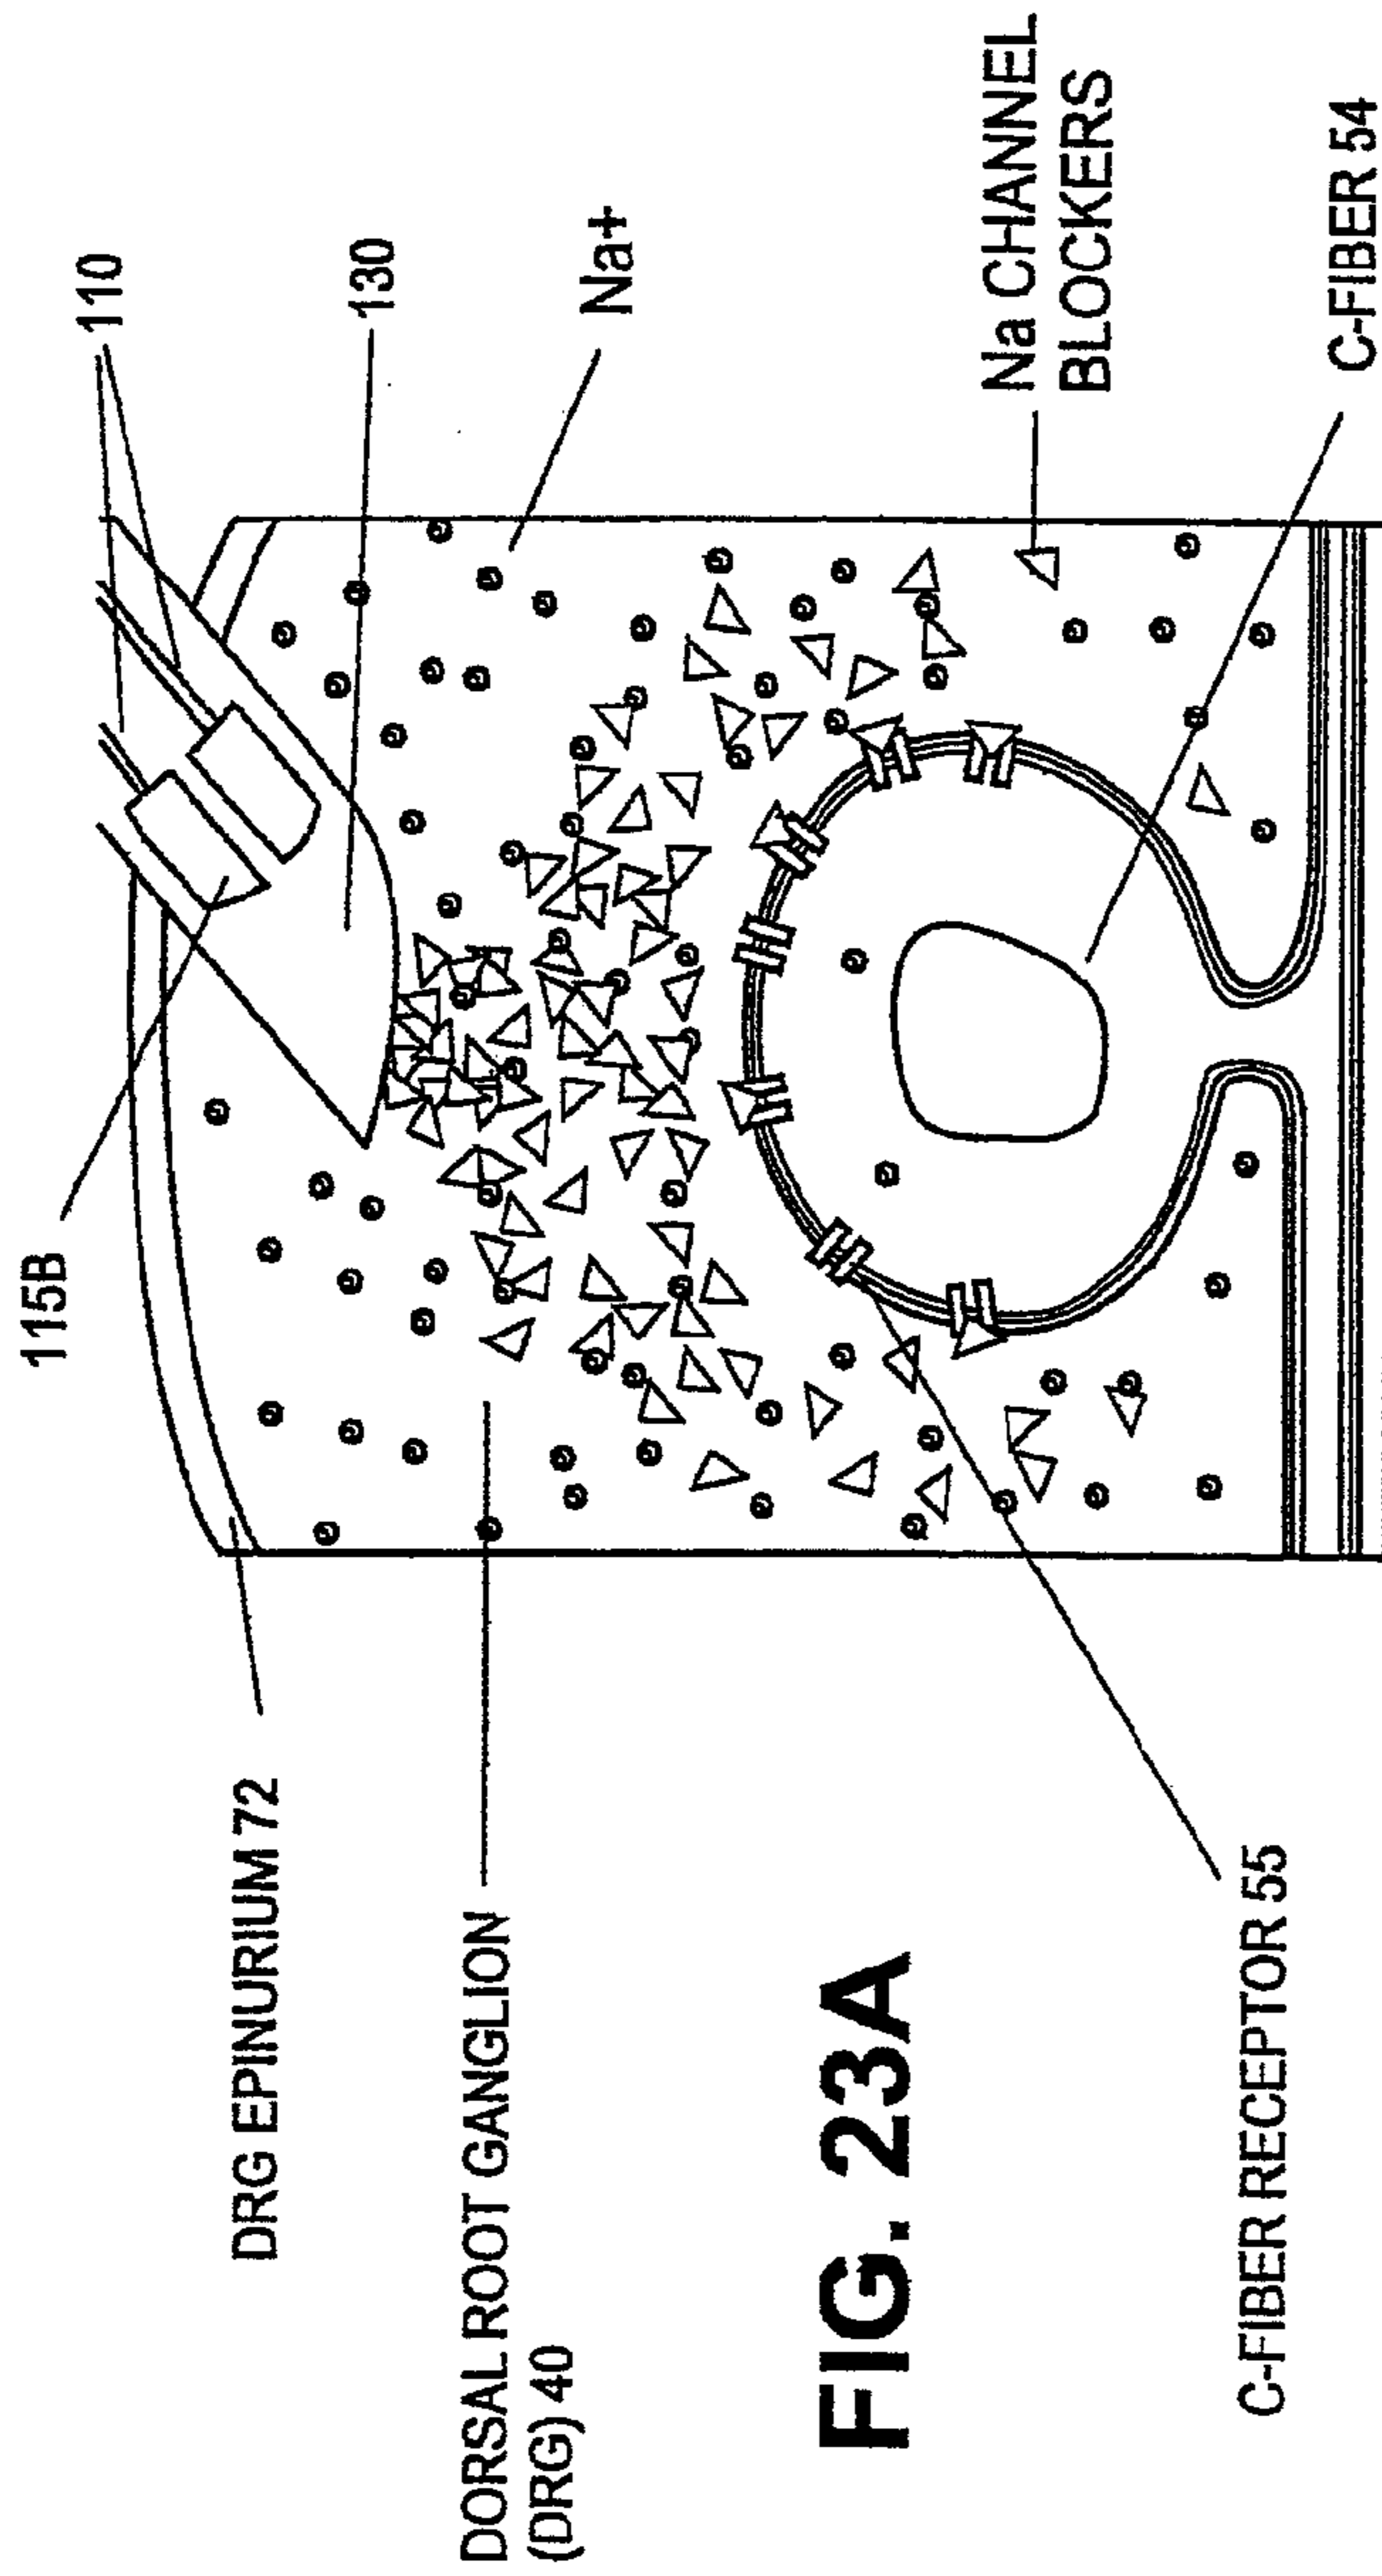 115B
110
130
Na+
DRG EPINURIUM 72
DORSAL ROOT GANGLION
(DRG) 40
Na CHANNEL
BLOCKERS
FIG. 23A
C-FIBER RECEPTOR 55
C-FIBER 54